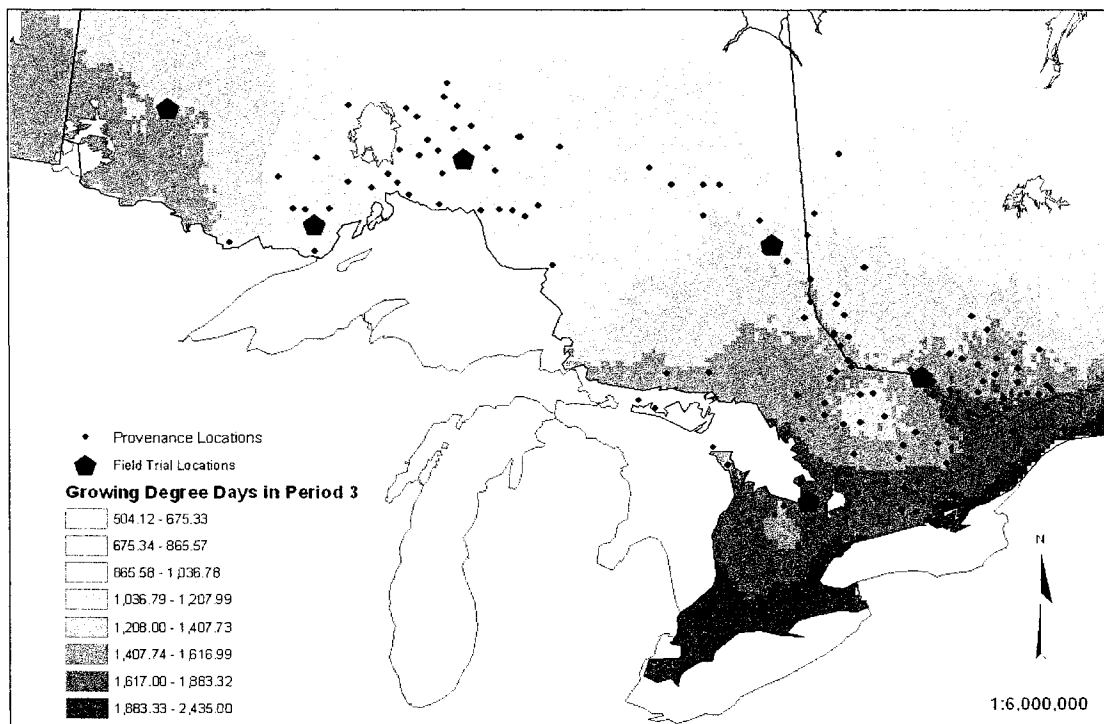 Provenance Locations
Field Trial Locations
Growing Degree Days in Period 3
504.12 - 675.33
675.34 - 865.57
865.58 - 1,036.78
1,036.79 - 1,207.99
1,208.00 - 1,407.73
1,407.74 - 1,616.99
1,617.00 - 1,883.32
1,883.33 - 2,435.00
N
1:6,000,000